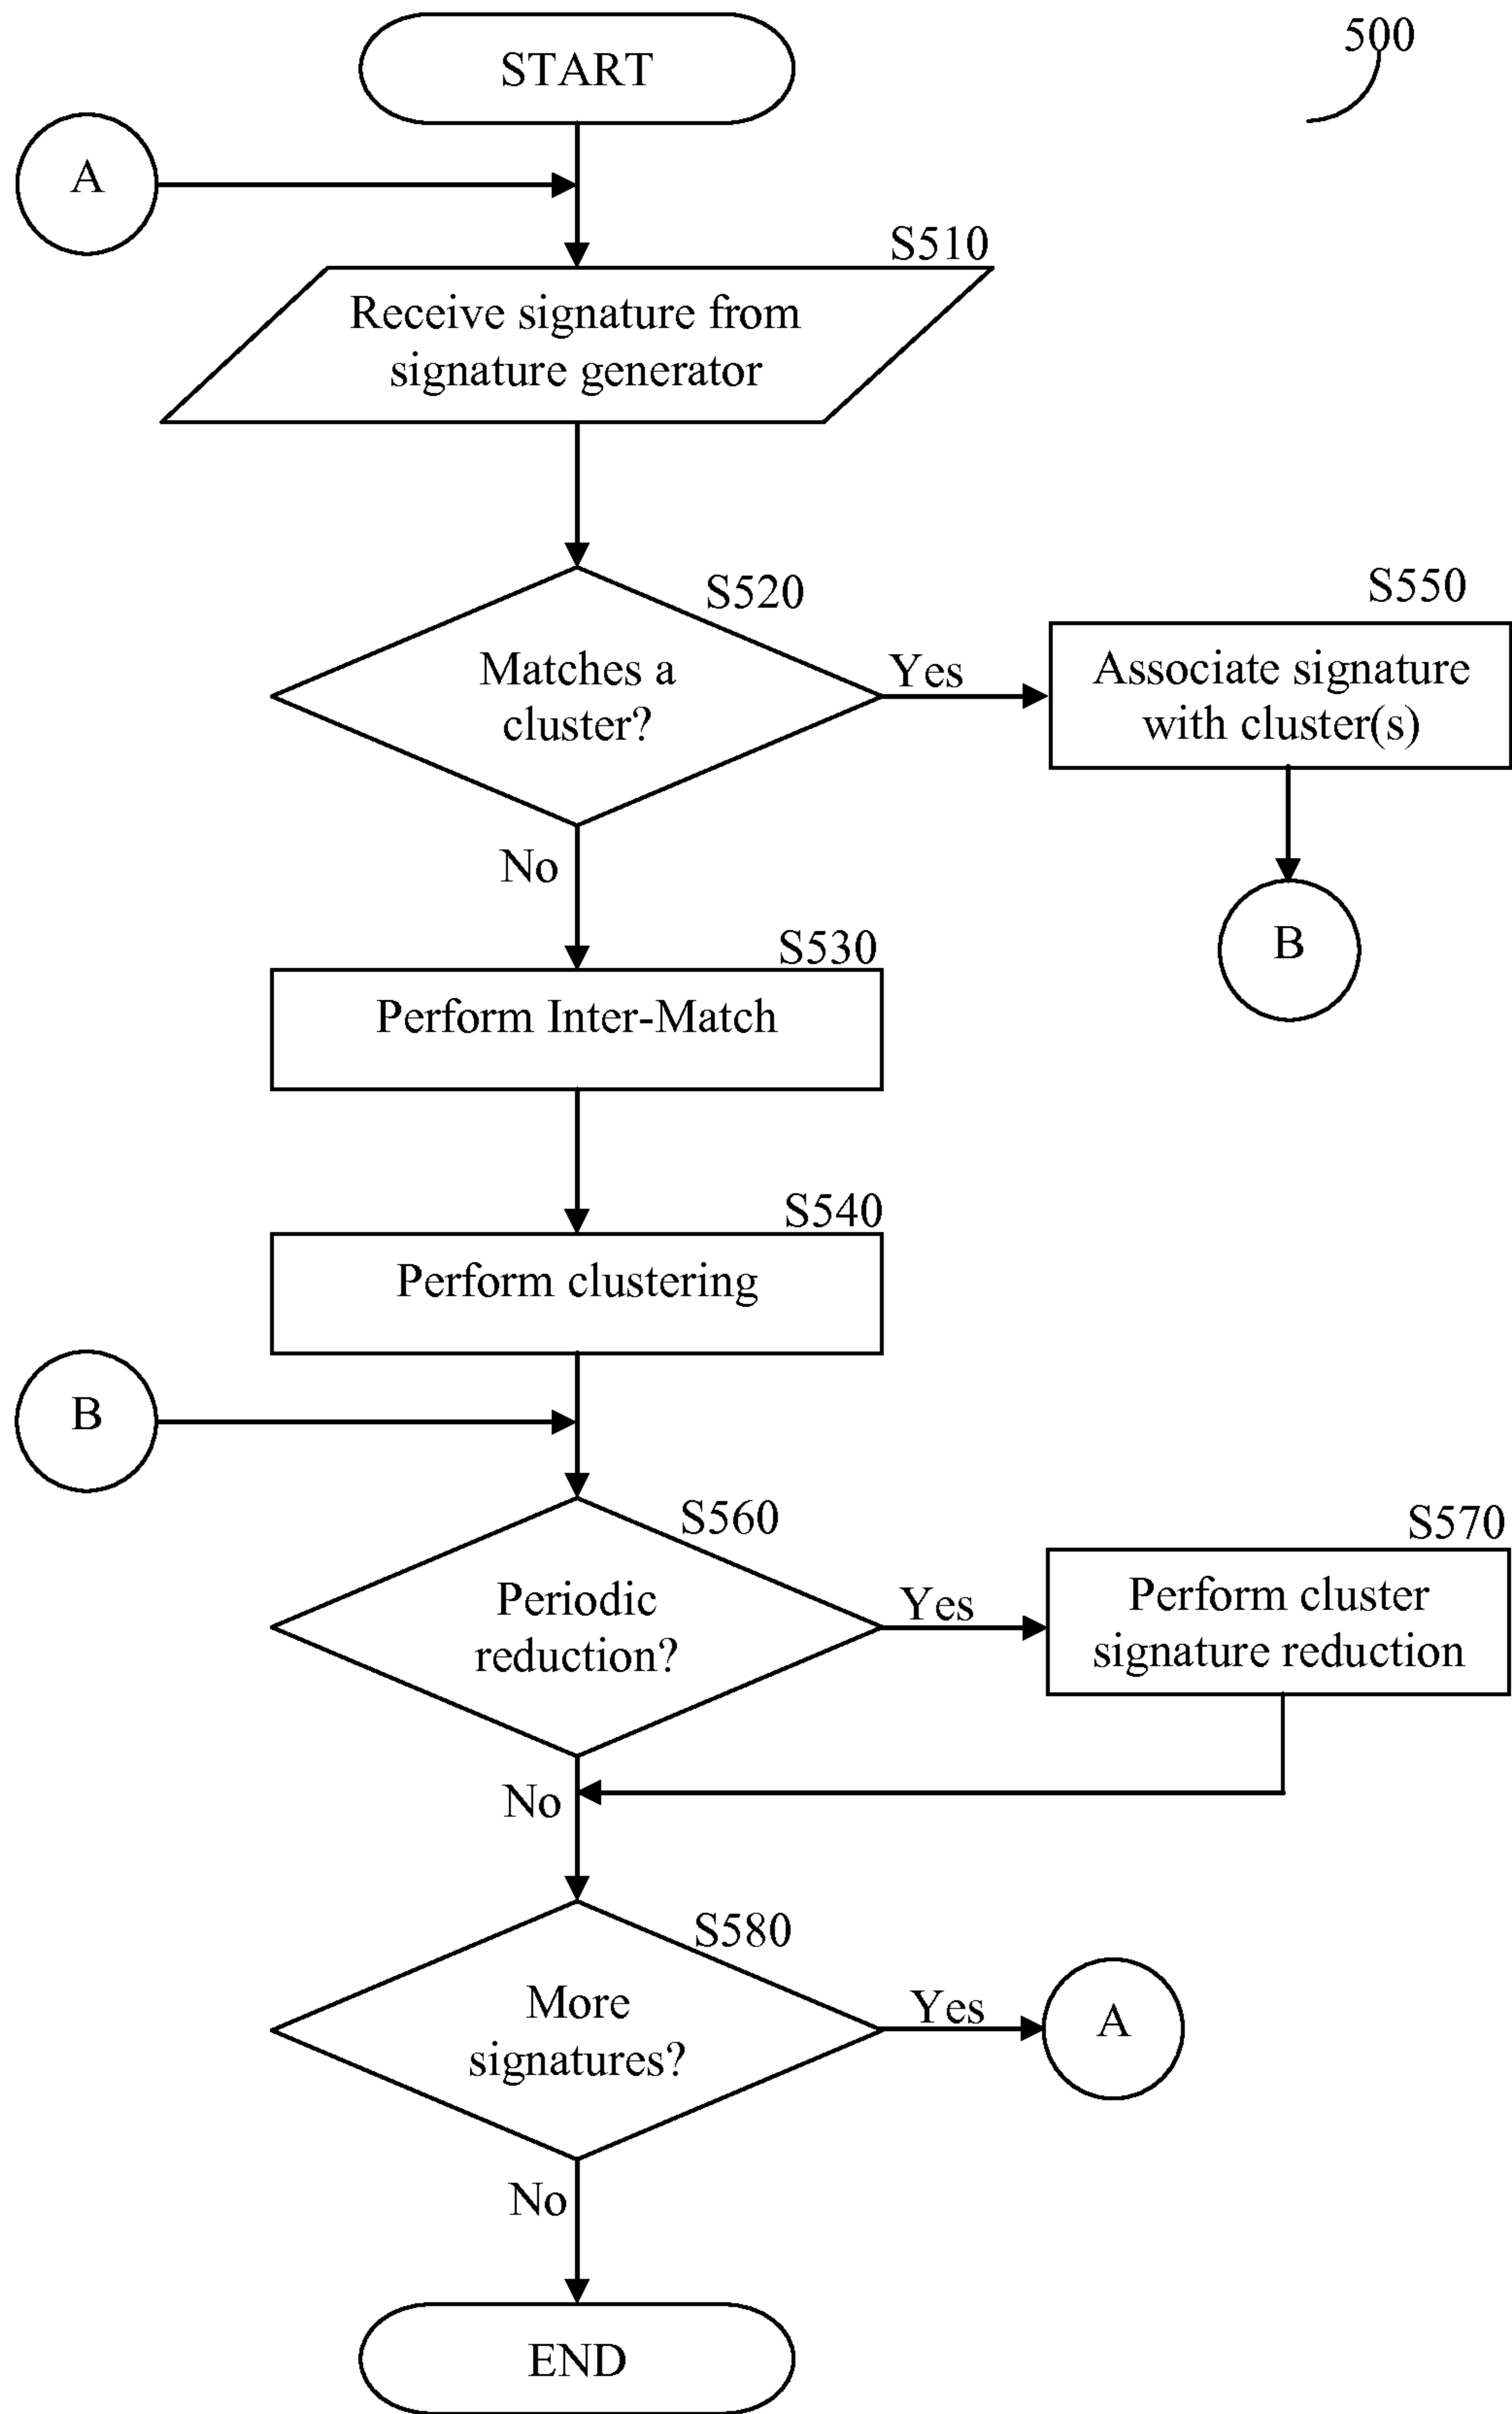 START
500
A
S510
Receive signature from
signature generator
S520
Matches a
cluster?
Yes
S550
Associate signature
with cluster(s)
No
B
S530
Perform Inter-Match
S540
Perform clustering
B
S560
Periodic
reduction?
Yes
S570
Perform cluster
signature reduction
No
S580
More
signatures?
Yes
A
No
END